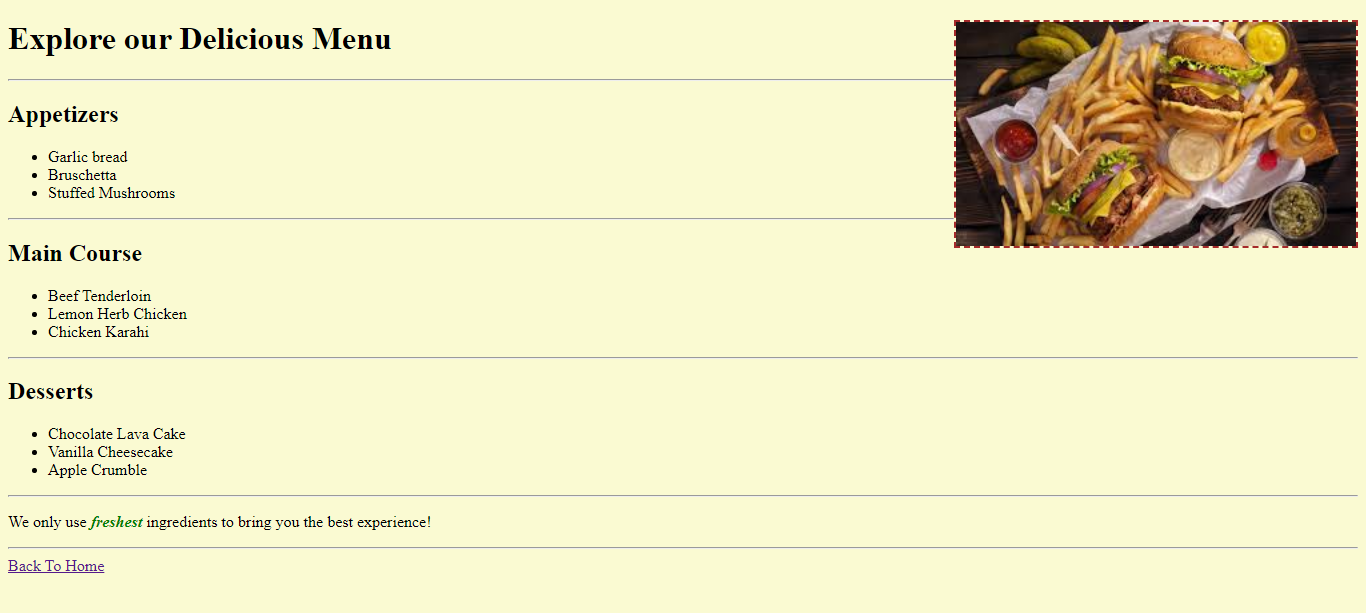 Explore our Delicious Menu
Appetizers
Garlic bread
Bruschetta
Stuffed Mushrooms
Main Course
Beef Tenderloin
Lemon Herb Chicken
Chicken Karahi
Desserts
Chocolate Lava Cake
Vanilla Cheesecake
Apple Crumble
We only use freshest ingredients to bring you the best experience!
Back To Home